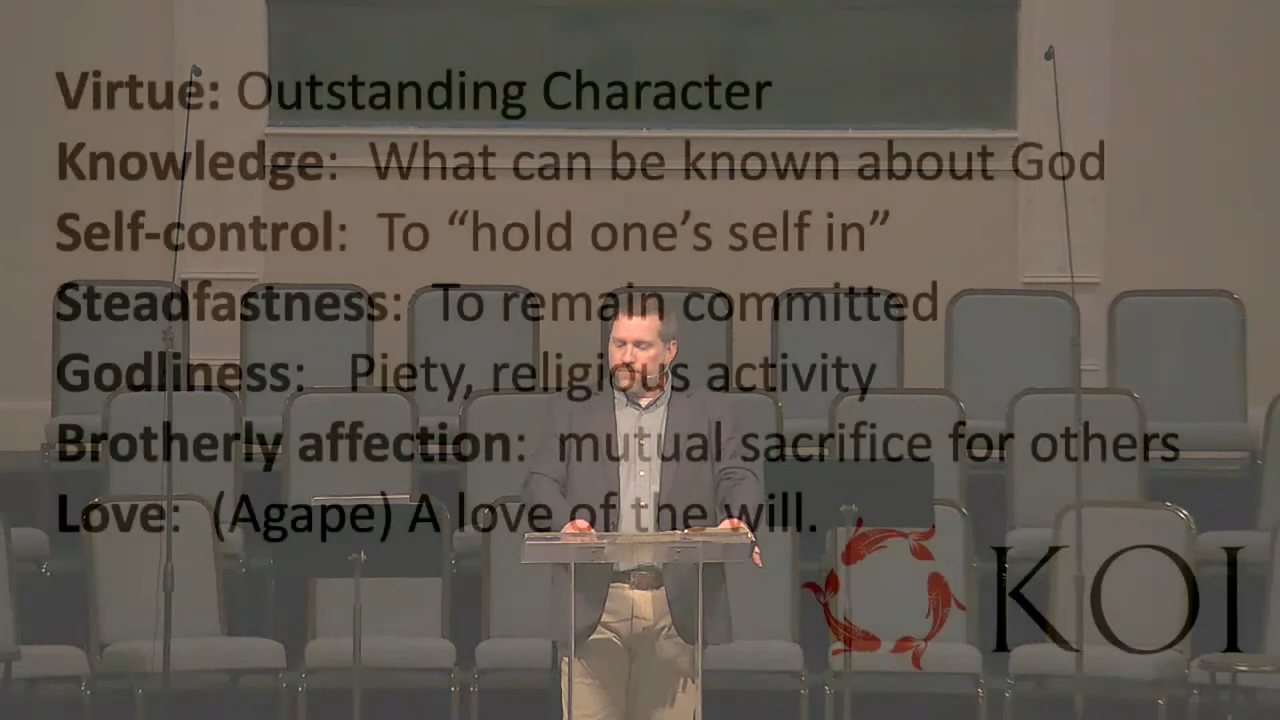 Virtue: Outstanding Character
Knowledge: What can be known about God
Self-control: To “hold one’s self in”
Steadfastness: To remain committed
Godliness: Piety, religious activity
Brotherly affection: mutual sacrifice for others
Love: (Agape) A love of the will.
KOI